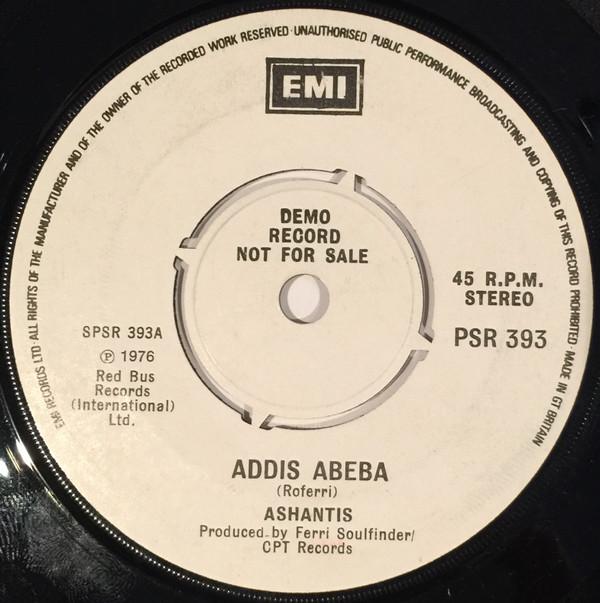 EMI RECORDS LTD · ALL RIGHTS OF THE MANUFACTURER AND OF THE OWNER OF THE RECORDED WORK RESERVED · UNAUTHORISED PUBLIC PERFORMANCE BROADCASTING AND COPYING OF THIS RECORD PROHIBITED · MADE IN GT BRITAIN
EMI
DEMO
RECORD
NOT FOR SALE
45 R.P.M.
STEREO
PSR 393
SPSR 393A
℗ 1976
Red Bus
Records
(International)
Ltd.
ADDIS ABEBA
(Roferri)
ASHANTIS
Produced by Ferri Soulfinder/
CPT Records